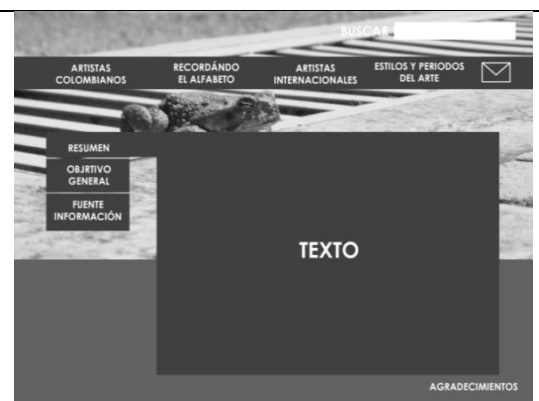 BUSCAR
ARTISTAS
COLOMBIANOS
RECORDÁNDO
EL ALFABETO
ARTISTAS
INTERNACIONALES
ESTILOS Y PERIODOS
DEL ARTE
RESUMEN
OBJRTIVO
GENERAL
FUENTE
INFORMACIÓN
TEXTO
AGRADECIMIENTOS